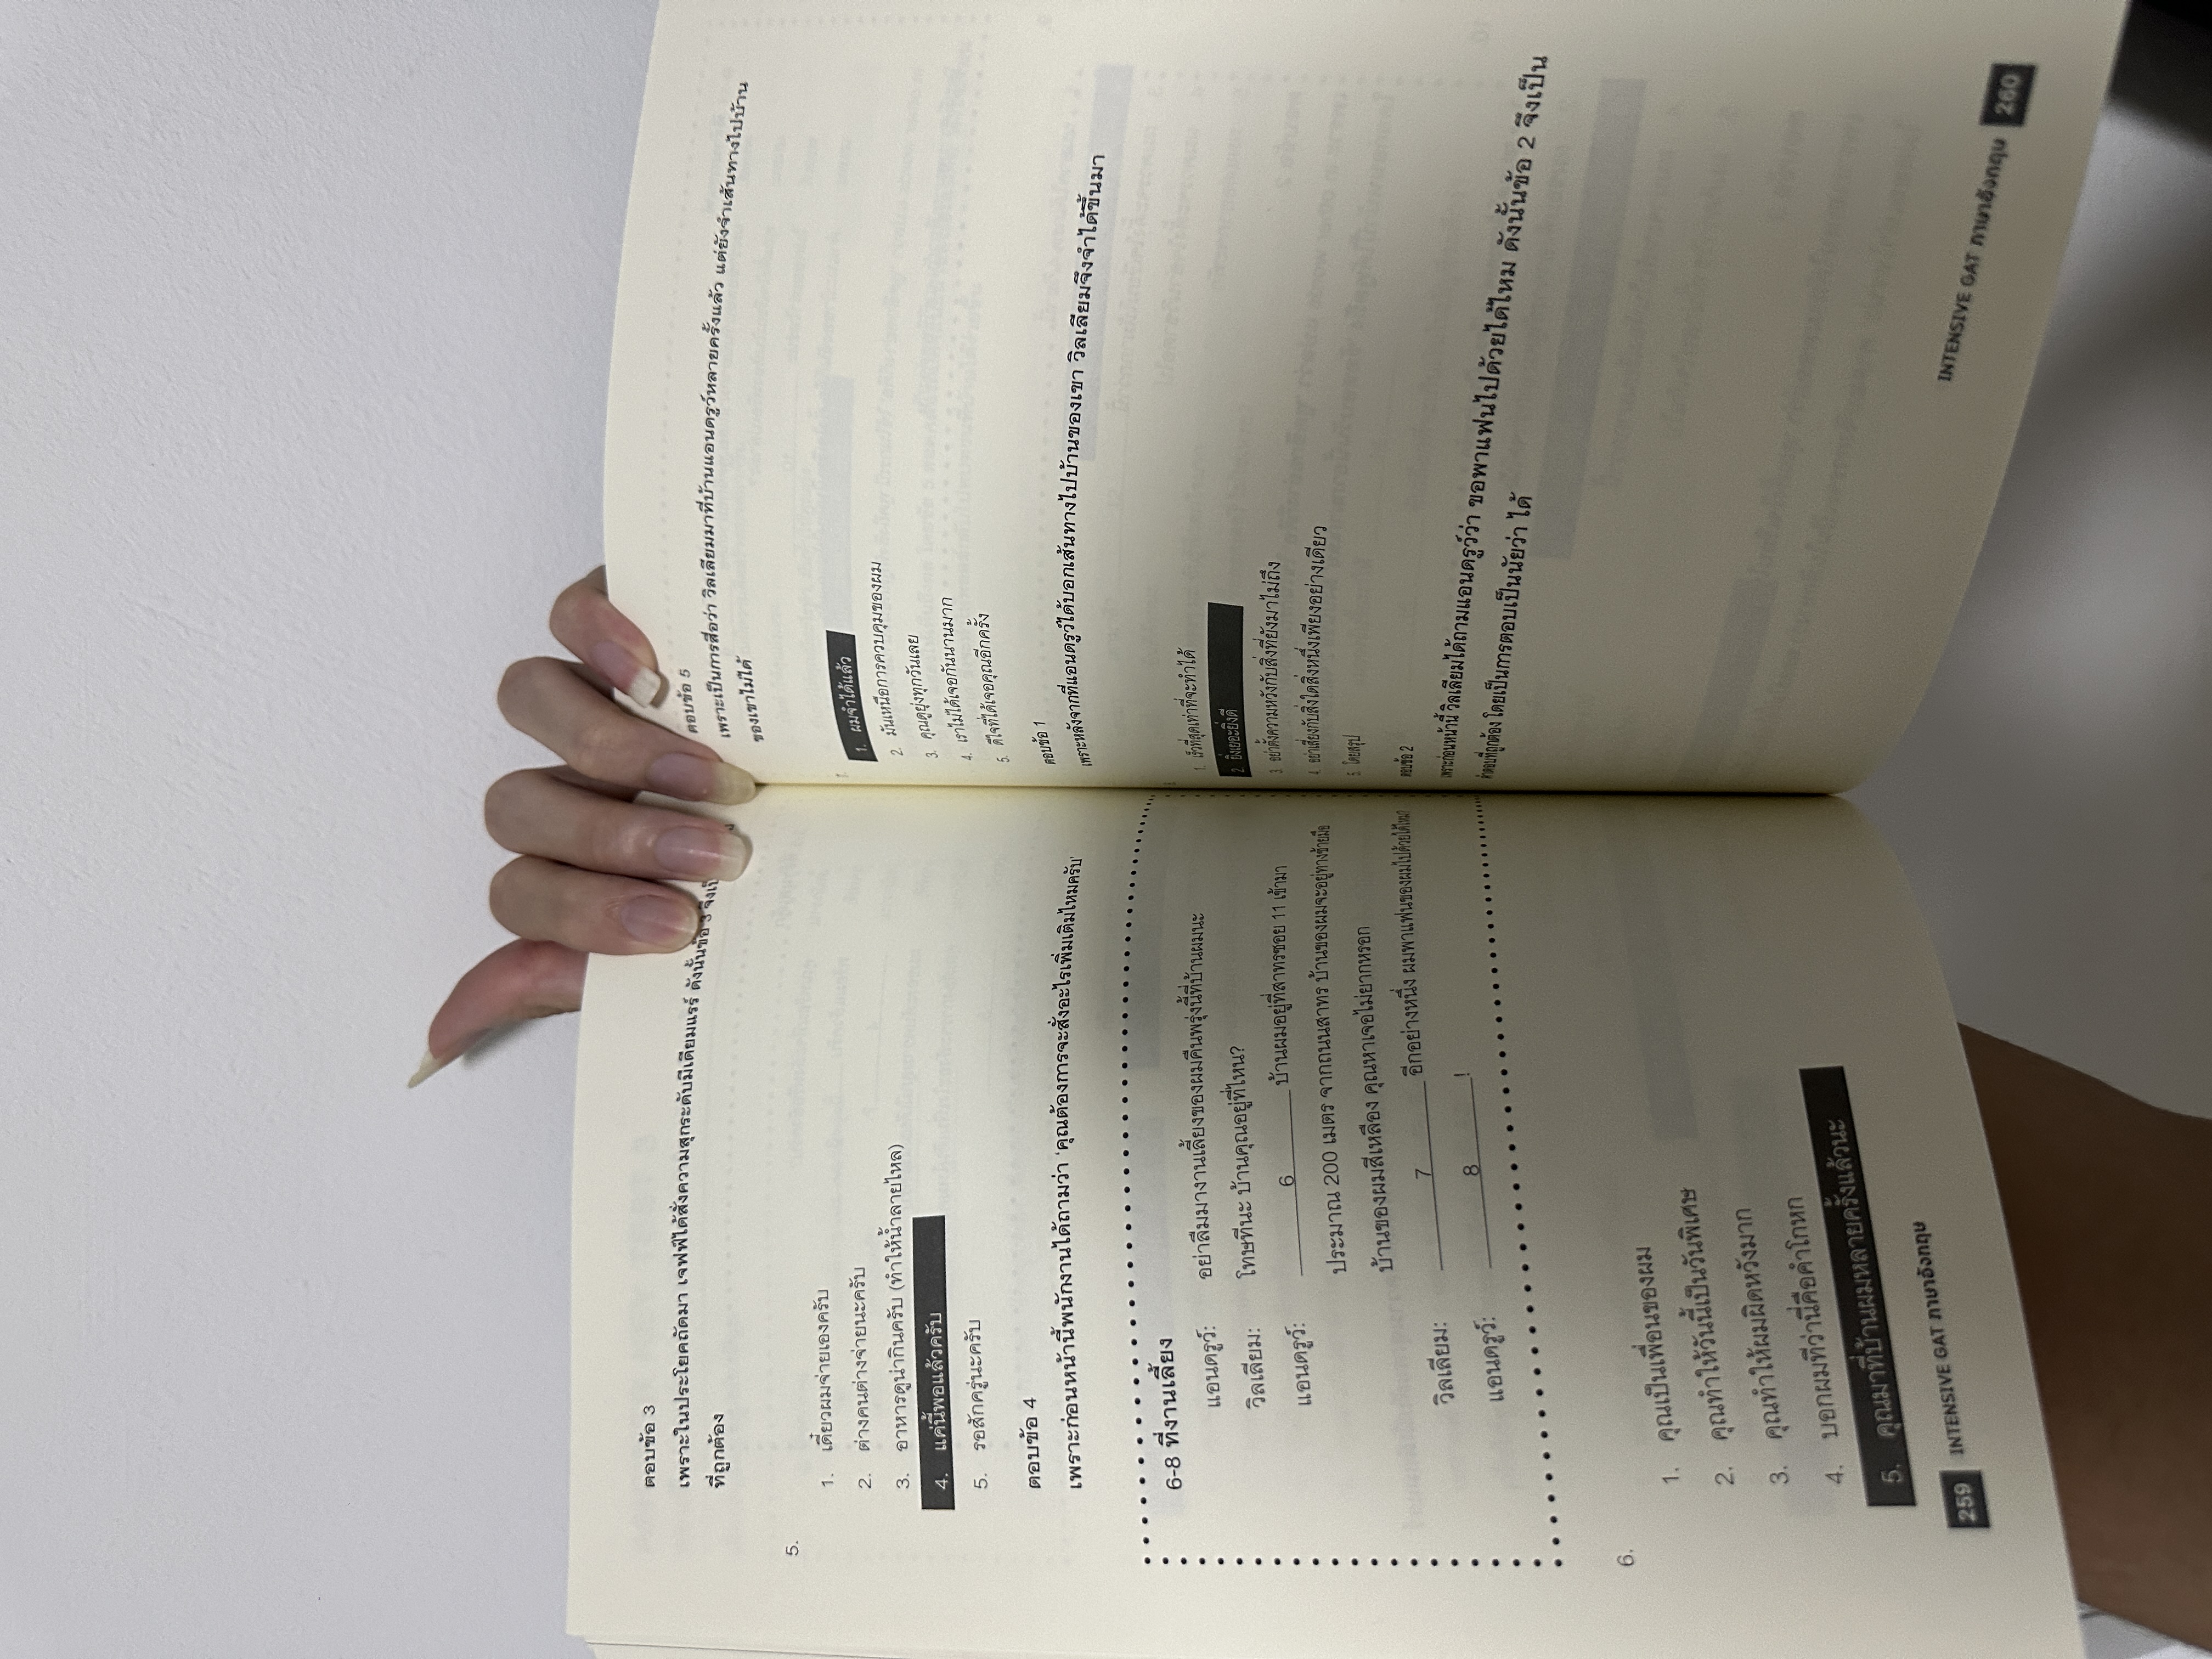 ตอบข้อ 3
เพราะในประโยคถัดมา เจฟฟ์ได้สั่งความสุกระดับมีเดียมแรร์ ดังนั้นข้อ 3 จึงเป็
ที่ถูกต้อง
5.
1. เดี๋ยวผมจ่ายเองครับ
2. ต่างคนต่างจ่ายนะครับ
3. อาหารดูน่ากินครับ (ทำให้น้ำลายไหล)
4. แค่นี้พอแล้วครับ
5. รอสักครู่นะครับ
ตอบข้อ 4
เพราะก่อนหน้านี้พนักงานได้ถามว่า 'คุณต้องการจะสั่งอะไรเพิ่มเติมไหมครับ'
6-8 ที่งานเลี้ยง
แอนดรูว์: อย่าลืมมางานเลี้ยงของผมคืนพรุ่งนี้ที่บ้านผมนะ
วิลเลียม: โทษทีนะ บ้านคุณอยู่ที่ไหน?
แอนดรูว์: ______6______ บ้านผมอยู่ที่สาทรซอย 11 เข้ามา
ประมาณ 200 เมตร จากถนนสาทร บ้านของผมจะอยู่ทางซ้ายมือ
บ้านของผมสีเหลือง คุณหาเจอไม่ยากหรอก
วิลเลียม: ______7______ อีกอย่างหนึ่ง ผมพาแฟนของผมไปด้วยได้ไหม?
แอนดรูว์: ______8______!
6.
1. คุณเป็นเพื่อนของผม
2. คุณทำให้วันนี้เป็นวันพิเศษ
3. คุณทำให้ผมผิดหวังมาก
4. บอกผมทีว่านี่คือคำโกหก
5. คุณมาที่บ้านผมหลายครั้งแล้วนะ
259 INTENSIVE GAT ภาษาอังกฤษ
ตอบข้อ 5
เพราะเป็นการสื่อว่า วิลเลียมมาที่บ้านแอนดรูว์หลายครั้งแล้ว แต่ยังจำเส้นทางไปบ้าน
ของเขาไม่ได้
1. ผมจำได้แล้ว
2. มันเหนือการควบคุมของผม
3. คุณดูยุ่งทุกวันเลย
4. เราไม่ได้เจอกันนานมาก
5. ดีใจที่ได้เจอคุณอีกครั้ง
ตอบข้อ 1
เพราะหลังจากที่แอนดรูว์ได้บอกเส้นทางไปบ้านของเขา วิลเลียมจึงจำได้ขึ้นมา
1. เร็วที่สุดเท่าที่จะทำได้
2. ยิ่งเยอะยิ่งดี
3. อย่าตั้งความหวังกับสิ่งที่ยังมาไม่ถึง
4. อย่าเสี่ยงกับสิ่งใดสิ่งหนึ่งเพียงอย่างเดียว
5. โดยสรุป
ตอบข้อ 2
เพราะก่อนหน้านี้ วิลเลียมได้ถามแอนดรูว์ว่า ขอพาแฟนไปด้วยได้ไหม ดังนั้นข้อ 2 จึงเป็น
คำตอบที่ถูกต้อง โดยเป็นการตอบเป็นนัยว่า ได้
INTENSIVE GAT ภาษาอังกฤษ 260